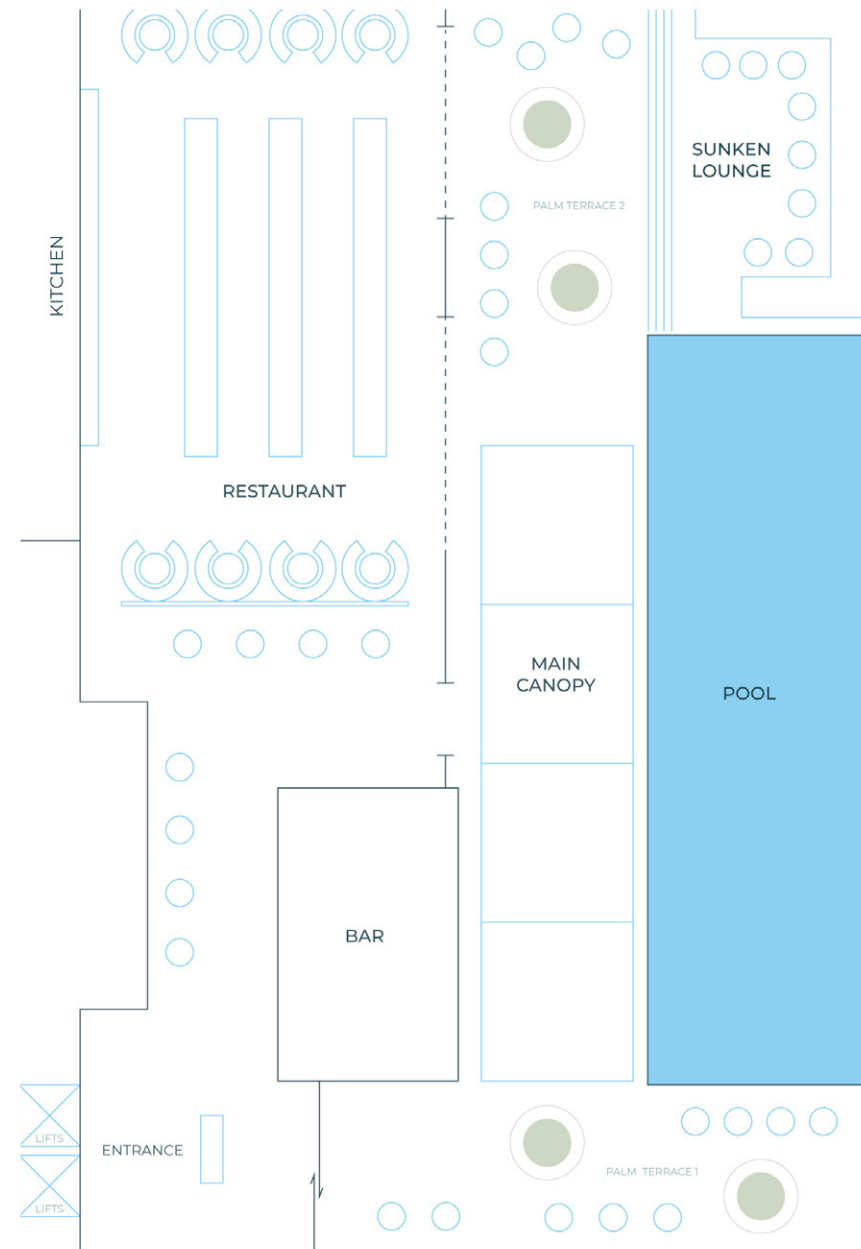 SUNKEN
LOUNGE
PALM TERRACE 2
KITCHEN
RESTAURANT
MAIN
CANOPY
POOL
BAR
LIFTS
ENTRANCE
PALM TERRACE 1
LIFTS